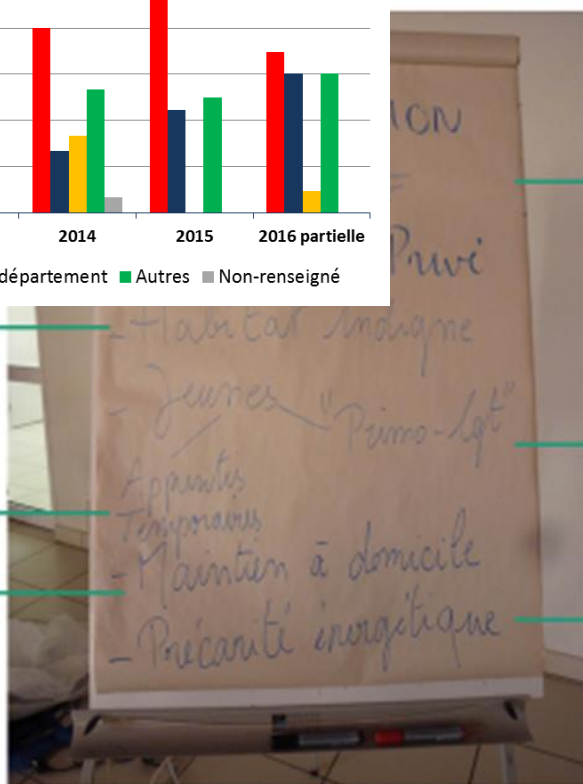 2014 2015 2016 partielle
département Autres Non-renseigné
ION
Privé
- Habitat indigne
- Jeunes "Primo-lgt"
Apprentis
Temporaires
- Maintien à domicile
- Précarité énergétique